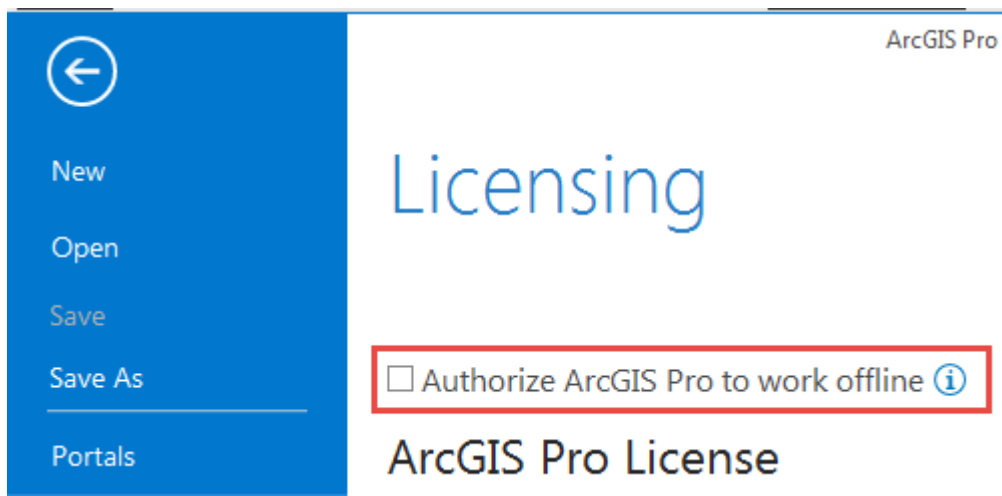 ArcGIS Pro
New
Open
Save
Save As
Portals
Licensing
Authorize ArcGIS Pro to work offline
ArcGIS Pro License